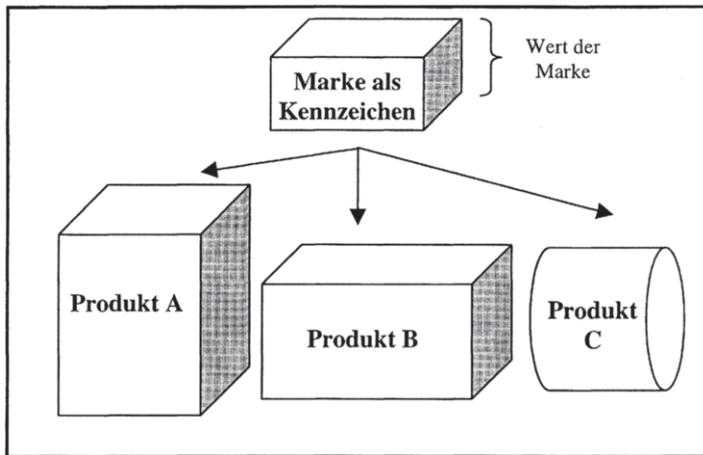 Marke als
Kennzeichen
Wert der
Marke
Produkt A
Produkt B
Produkt
C